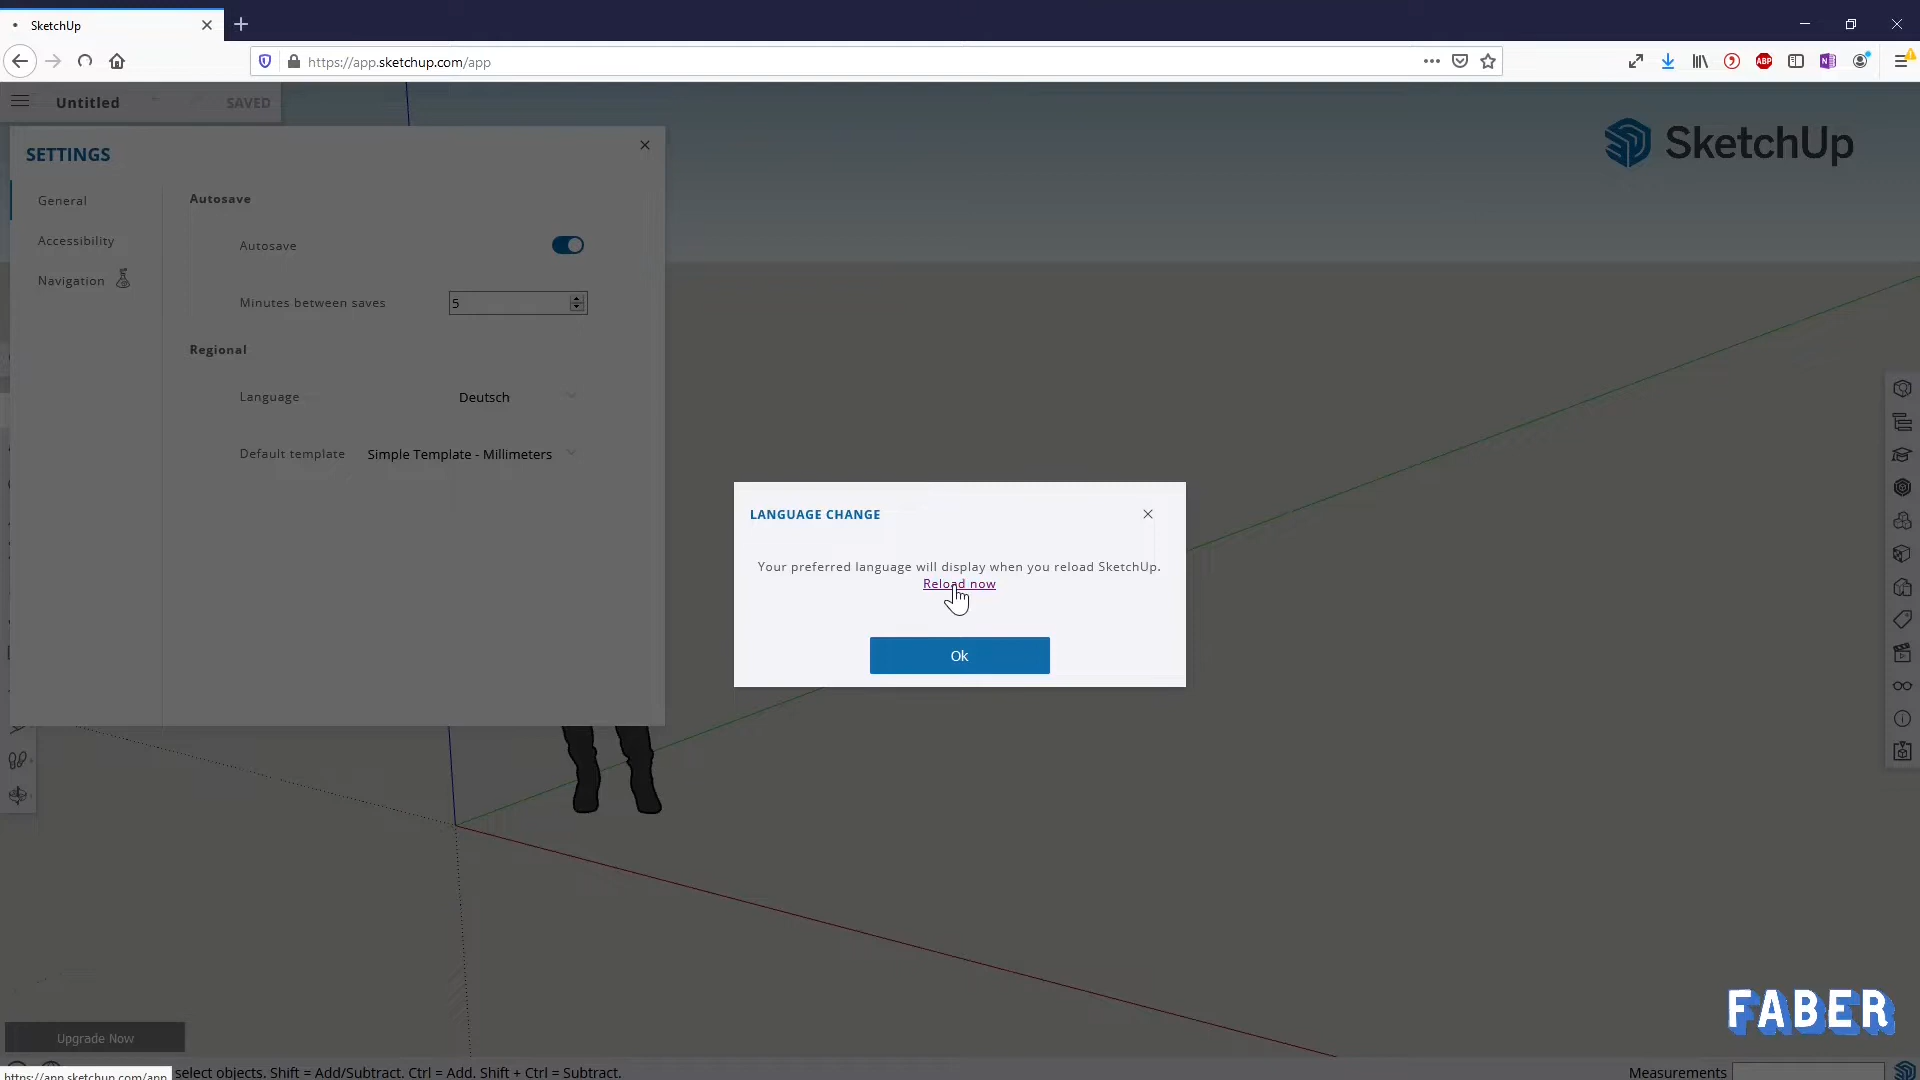 SketchUp
https://app.sketchup.com/app
ABP
N
Untitled
SAVED
SketchUp
SETTINGS
General
Accessibility
Navigation
Autosave
Autosave
Minutes between saves
5
Regional
Language
Deutsch
Default template
Simple Template - Millimeters
LANGUAGE CHANGE
Your preferred language will display when you reload SketchUp.
Reload now
Ok
FABER
Upgrade Now
https://app.sketchup.com/app
select objects. Shift = Add/Subtract. Ctrl = Add. Shift + Ctrl = Subtract.
Measurements